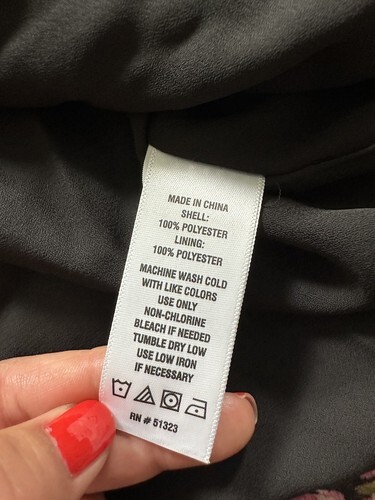 MADE IN CHINA
SHELL:
100% POLYESTER
LINING:
100% POLYESTER
MACHINE WASH COLD
WITH LIKE COLORS
USE ONLY
NON-CHLORINE
BLEACH IF NEEDED
TUMBLE DRY LOW
USE LOW IRON
IF NECESSARY
RN # 51323